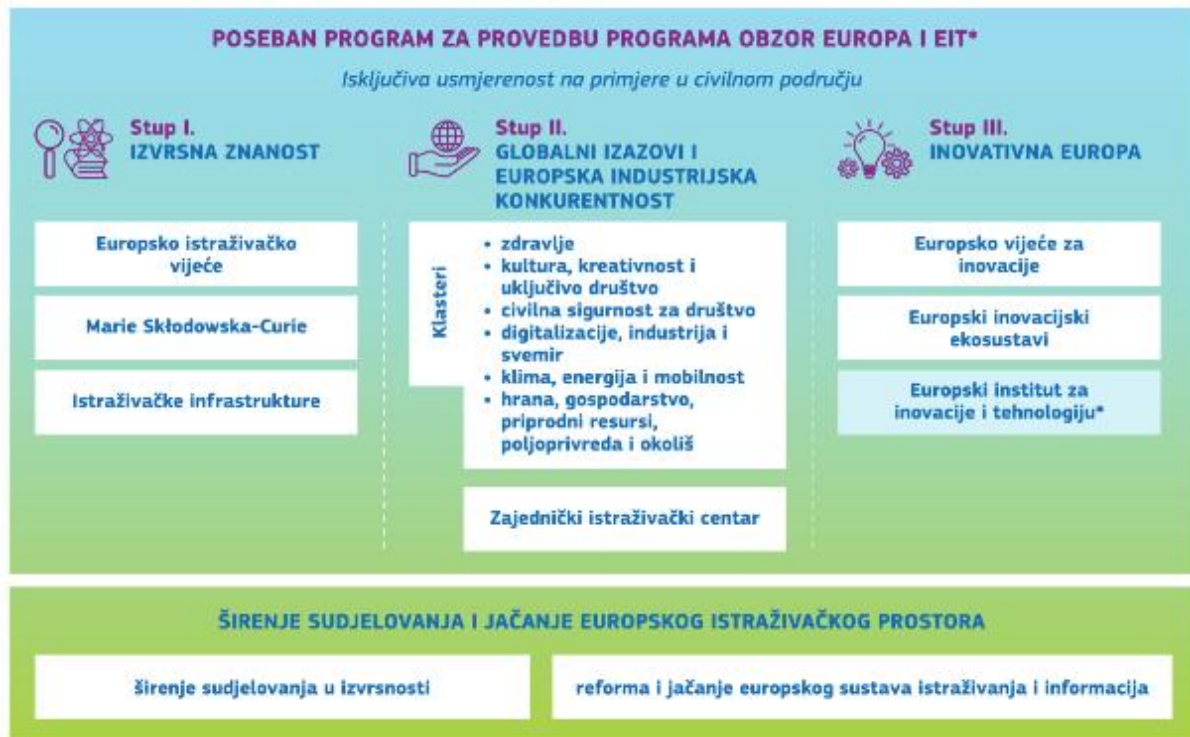 POSEBAN PROGRAM ZA PROVEDBU PROGRAMA OBZOR EUROPA I EIT*
Isključiva usmjerenost na primjere u civilnom području
Stup I.
IZVRSNA ZNANOST
Europsko istraživačko
vijeće
Marie Skłodowska-Curie
Istraživačke infrastrukture
Stup II.
GLOBALNI IZAZOVI I
EUROPSKA INDUSTRIJSKA
KONKURENTNOST
Klasteri
• zdravlje
• kultura, kreativnost i
uključivo društvo
• civilna sigurnost za društvo
• digitalizacije, industrija i
svemir
• klima, energija i mobilnost
• hrana, gospodarstvo,
priprodni resursi,
poljoprivreda i okoliš
Zajednički istraživački centar
Stup III.
INOVATIVNA EUROPA
Europsko vijeće za
inovacije
Europski inovacijski
ekosustavi
Europski institut za
inovacije i tehnologiju*
ŠIRENJE SUDJELOVANJA I JAČANJE EUROPSKOG ISTRAŽIVAČKOG PROSTORA
širenje sudjelovanja u izvrsnosti
reforma i jačanje europskog sustava istraživanja i informacija